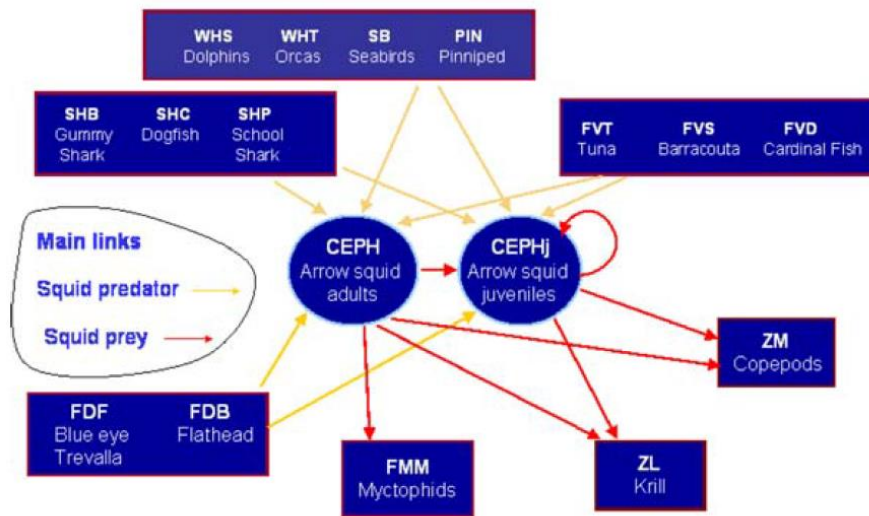 WHS WHT SB PIN
Dolphins Orcas Seabirds Pinniped
SHB SHC SHP
Gummy Dogfish School
Shark Shark
FVT FVS FVD
Tuna Barracouta Cardinal Fish
CEPH
Arrow squid
adults
CEPHj
Arrow squid
juveniles
Main links
Squid predator
Squid prey
ZM
Copepods
FDF FDB
Blue eye Flathead
Trevalla
FMM
Myctophids
ZL
Krill